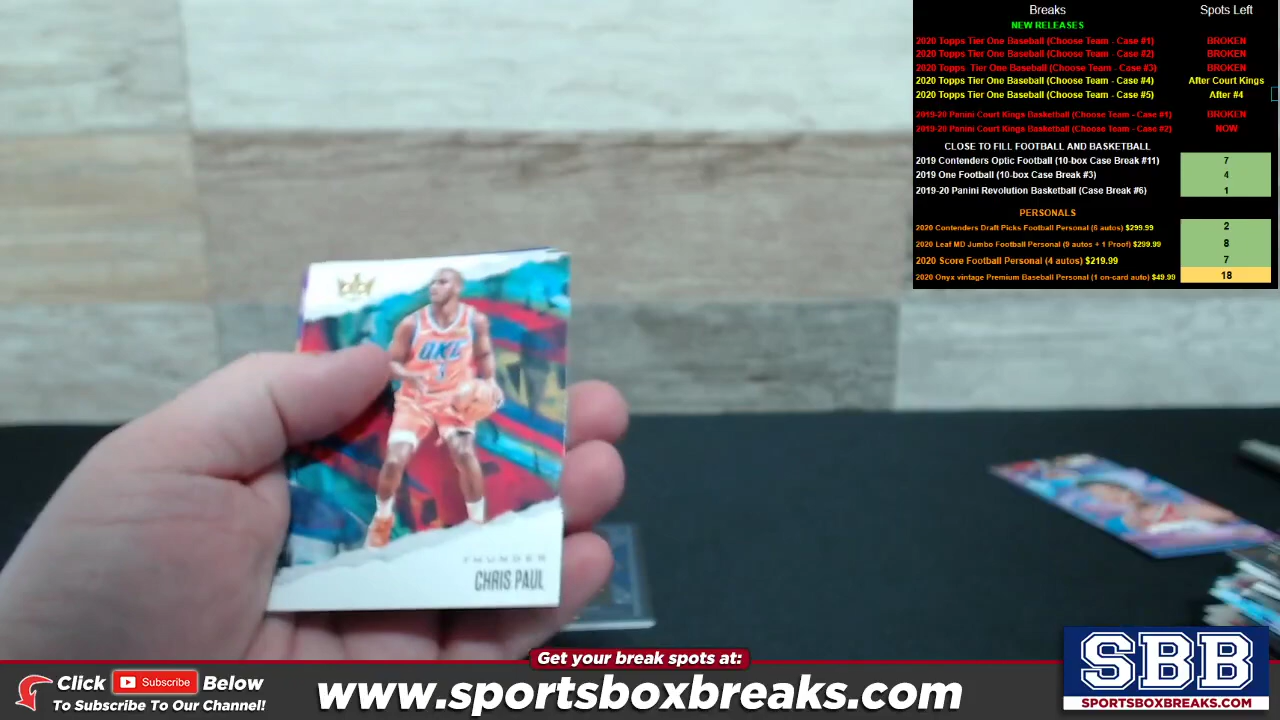 Breaks Spots Left
NEW RELEASES
2020 Topps Tier One Baseball (Choose Team - Case #1) BROKEN
2020 Topps Tier One Baseball (Choose Team - Case #2) BROKEN
2020 Topps Tier One Baseball (Choose Team - Case #3) BROKEN
2020 Topps Tier One Baseball (Choose Team - Case #4) After Court Kings
2020 Topps Tier One Baseball (Choose Team - Case #5) After #4
2019-20 Panini Court Kings Basketball (Choose Team - Case #1) BROKEN
2019-20 Panini Court Kings Basketball (Choose Team - Case #2) NOW
CLOSE TO FILL FOOTBALL AND BASKETBALL
2019 Contenders Optic Football (10-box Case Break #11) 7
2019 One Football (10-box Case Break #3) 4
2019-20 Panini Revolution Basketball (Case Break #6) 1
PERSONALS
2020 Contenders Draft Picks Football Personal (6 autos) $299.99 2
2020 Leaf MD Jumbo Football Personal (9 autos + 1 Proof) $299.99 8
2020 Score Football Personal (4 autos) $219.99 7
2020 Onyx vintage Premium Baseball Personal (1 on-card auto) $49.99 18
OKC
1
THUNDER
CHRIS PAUL
Get your break spots at:
Click Subscribe Below
To Subscribe To Our Channel!
www.sportsboxbreaks.com
SBB
SPORTSBOXBREAKS.COM